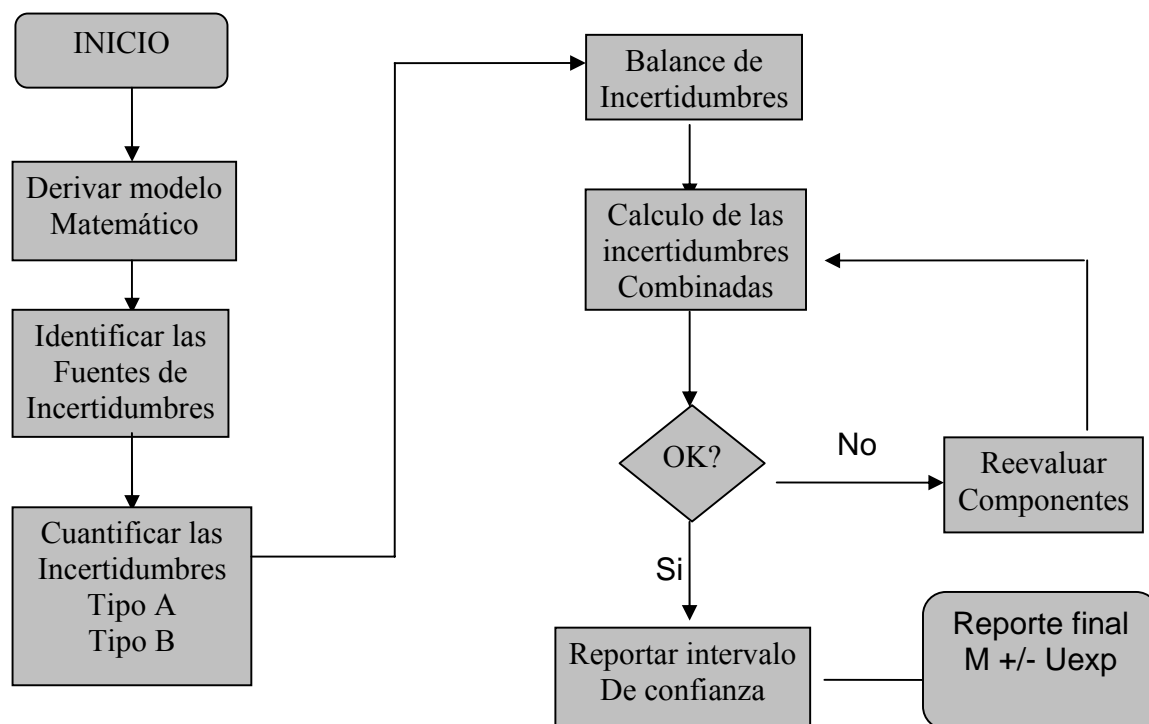 INICIO
Derivar modelo
Matemático
Identificar las
Fuentes de
Incertidumbres
Cuantificar las
Incertidumbres
Tipo A
Tipo B
Balance de
Incertidumbres
Calculo de las
incertidumbres
Combinadas
OK?
No
Reevaluar
Componentes
Si
Reportar intervalo
De confianza
Reporte final
M +/- Uexp